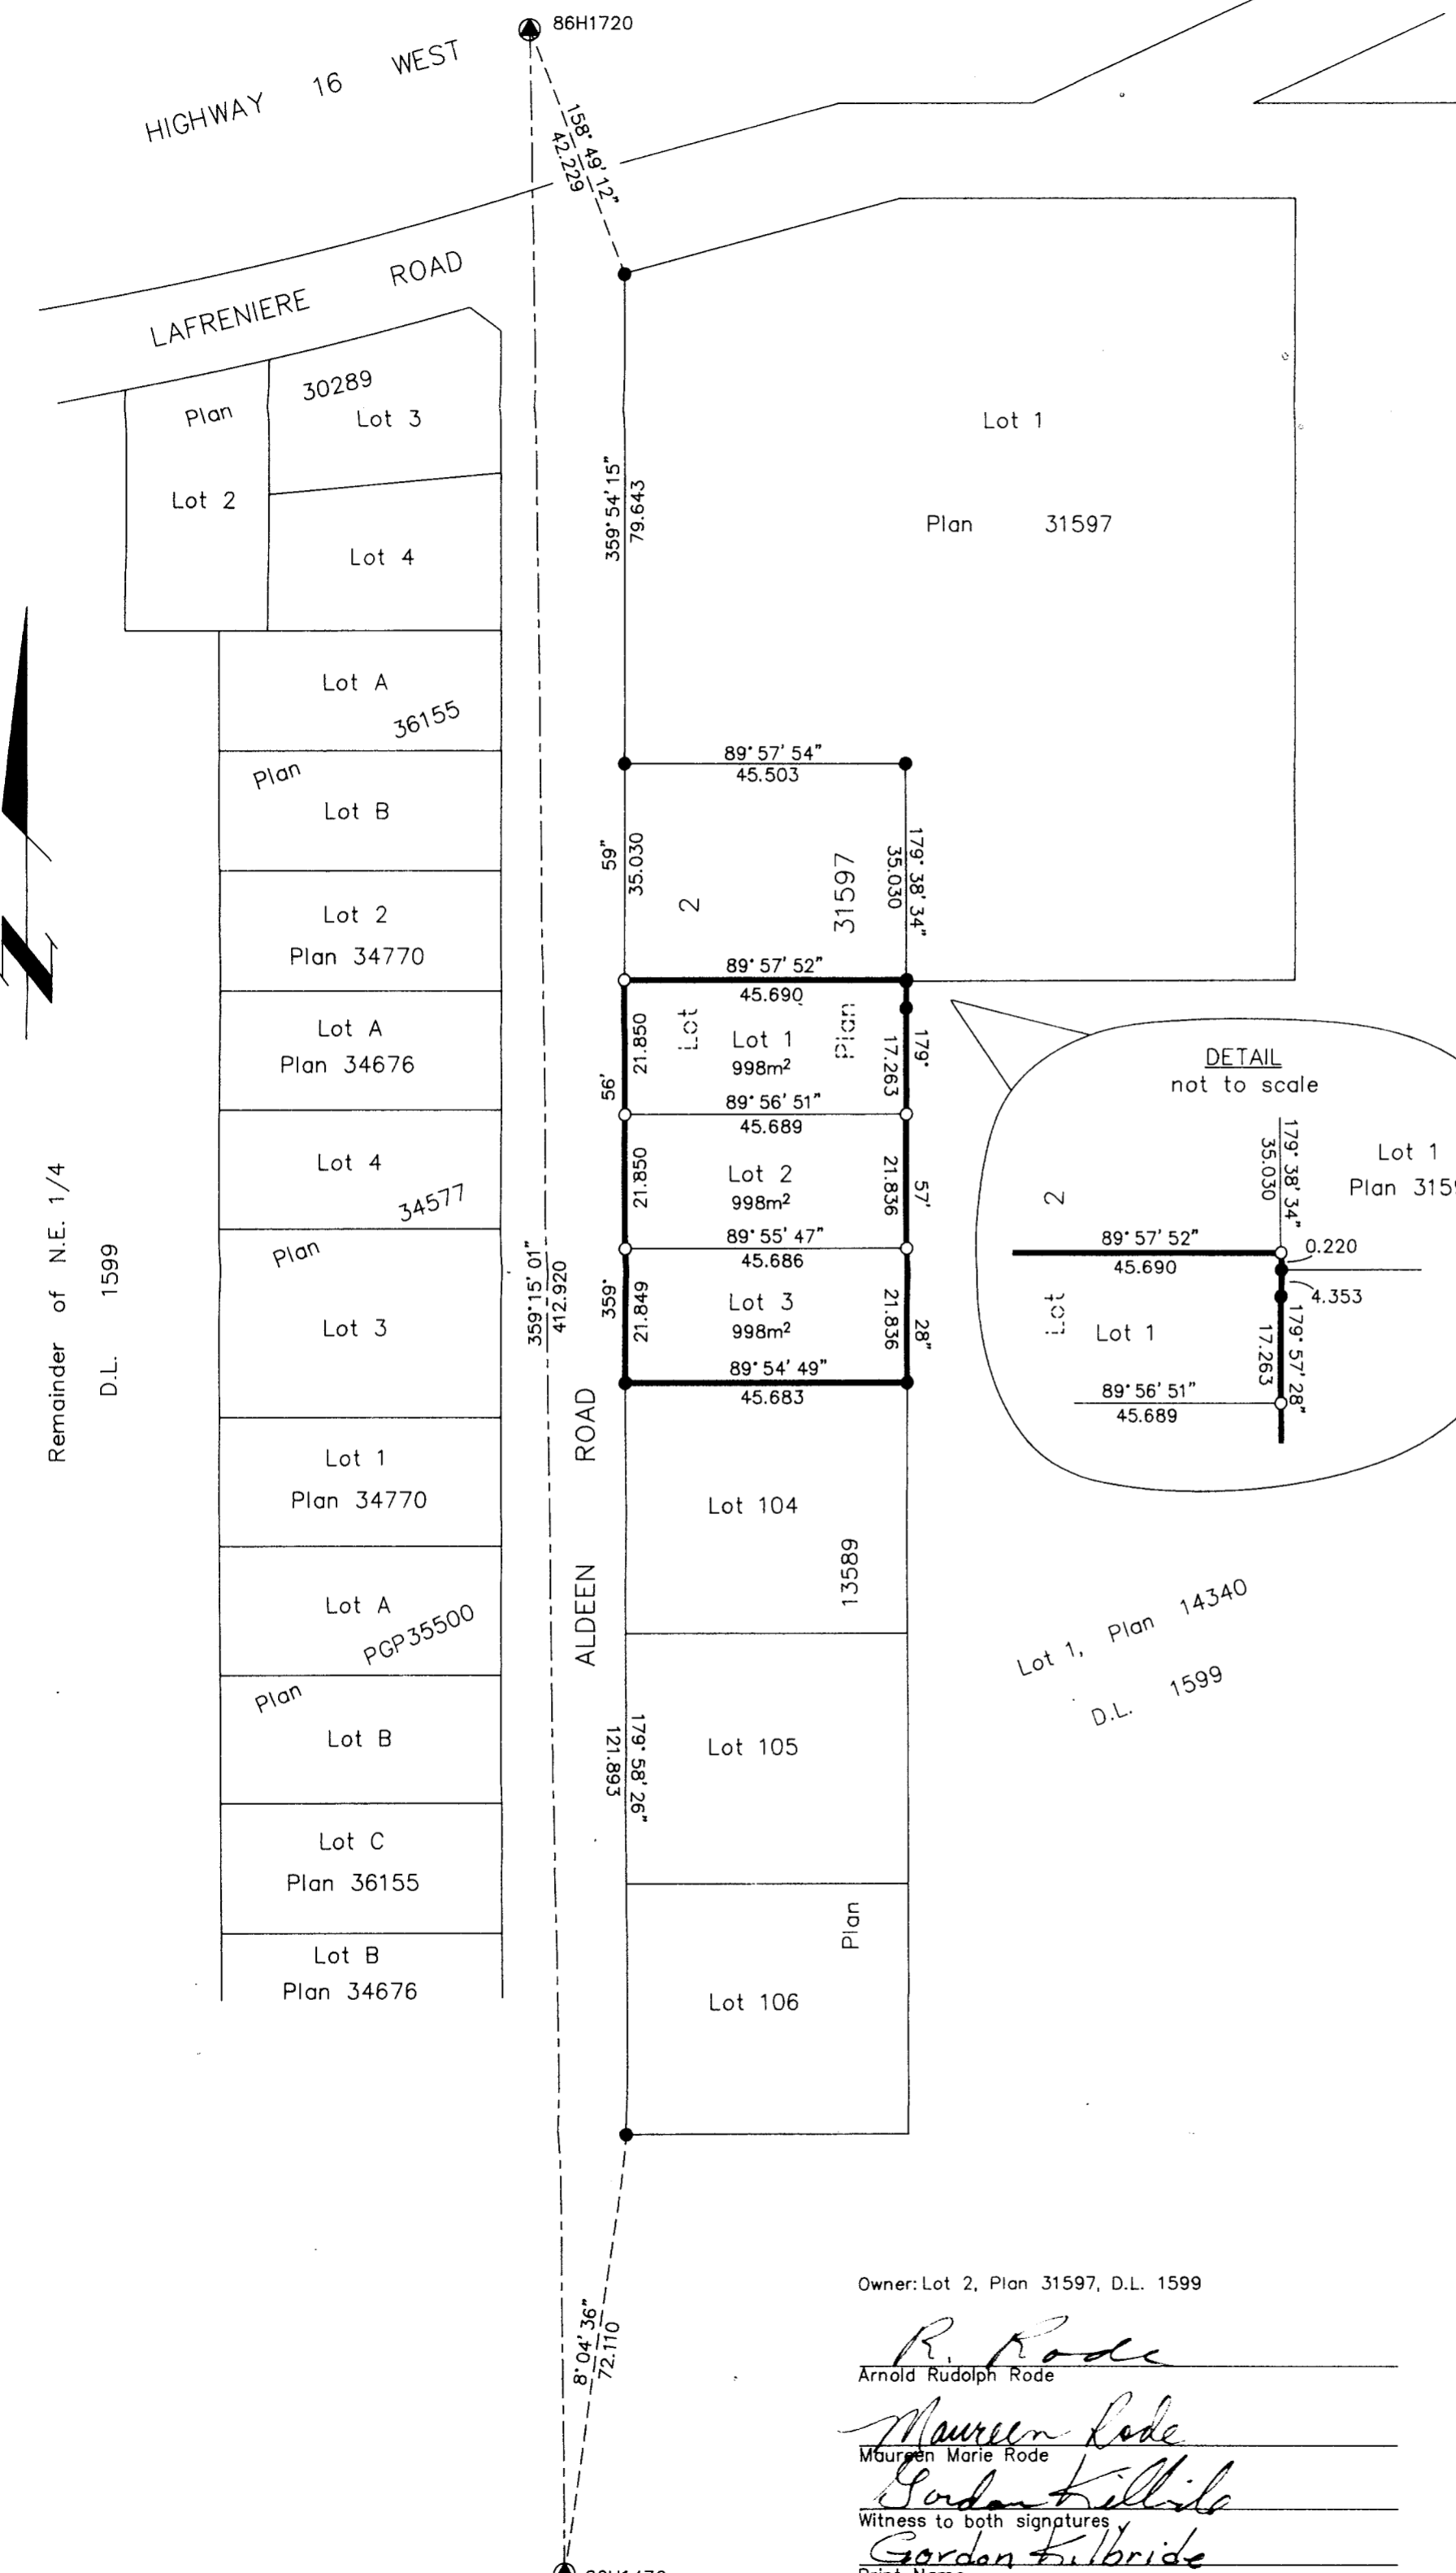 86H1720
HIGHWAY 16 WEST
158° 49' 12"
42.229
LAFRENIERE ROAD
Plan 30289
Lot 3
Lot 2
Lot 4
Lot 1
Plan 31597
359° 54' 15"
79.643
Lot A
Plan 36155
Lot B
89° 57' 54"
45.503
59"
35.030
2
31597
179° 38' 34"
35.030
Lot 2
Plan 34770
89° 57' 52"
45.690
Lot A
Plan 34676
56'
21.850
Lot
Lot 1
998m²
Plan
17.263
179°
89° 56' 51"
45.689
DETAIL
not to scale
179° 38' 34"
35.030
Lot 1
Plan 315
2
89° 57' 52"
45.690
0.220
4.353
Lot
Lot 1
17.263
179° 57' 28"
89° 56' 51"
45.689
Lot 4
34577
Plan
21.850
Lot 2
998m²
21.836
57'
89° 55' 47"
45.686
Remainder of N.E. 1/4
D.L. 1599
Lot 3
359° 15' 01"
412.920
359°
21.849
Lot 3
998m²
21.836
28"
89° 54' 49"
45.683
Lot 1
Plan 34770
ALDEEN ROAD
Lot 104
13589
Lot A
PGP35500
Plan
Lot B
Lot 1, Plan 14340
D.L. 1599
179° 58' 26"
121.893
Lot 105
Lot C
Plan 36155
Lot B
Plan 34676
Plan
Lot 106
8° 04' 36"
72.110
Owner: Lot 2, Plan 31597, D.L. 1599
R. Rode
Arnold Rudolph Rode
Maureen Rode
Maureen Marie Rode
Gordon Kilbride
Witness to both signatures
Gordon Kilbride